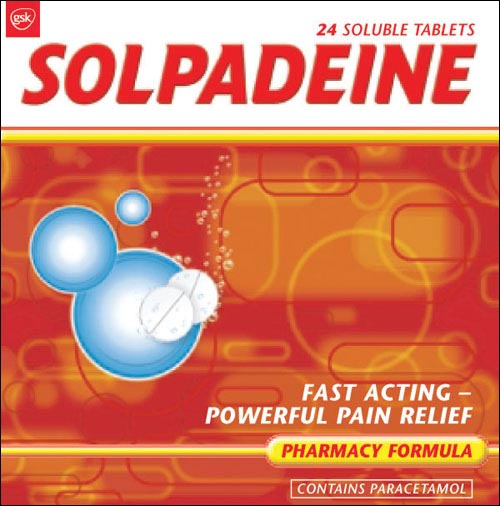 gsk
24 SOLUBLE TABLETS
SOLPADEINE
FAST ACTING –
POWERFUL PAIN RELIEF
PHARMACY FORMULA
CONTAINS PARACETAMOL